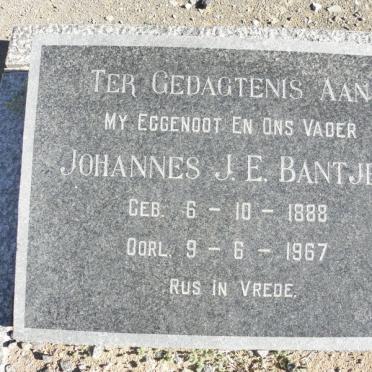 TER GEDAGTENIS AAN
MY EGGENOOT EN ONS VADER
JOHANNES J. E. BANTJE
GEB. 6 - 10 - 1888
OORL. 9 - 6 - 1967
RUS IN VREDE.